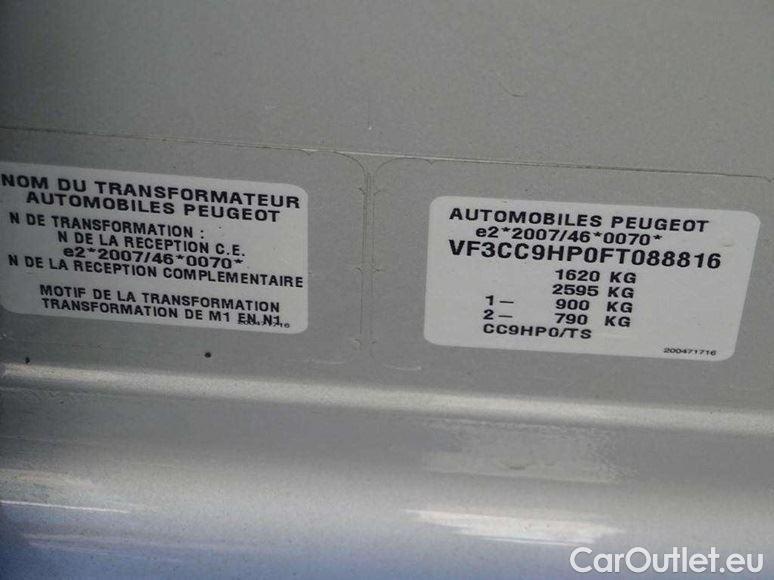 NOM DU TRANSFORMATEUR
AUTOMOBILES PEUGEOT
N DE TRANSFORMATION :
N DE LA RECEPTION C.E.
e2*2007/46*0070*
N DE LA RECEPTION COMPLEMENTAIRE
MOTIF DE LA TRANSFORMATION
TRANSFORMATION DE M1 EN N1
200471716
AUTOMOBILES PEUGEOT
e2*2007/46*0070*
VF3CC9HP0FT088816
1620 KG
2595 KG
1- 900 KG
2- 790 KG
CC9HP0/TS
200471716
CarOutlet.eu